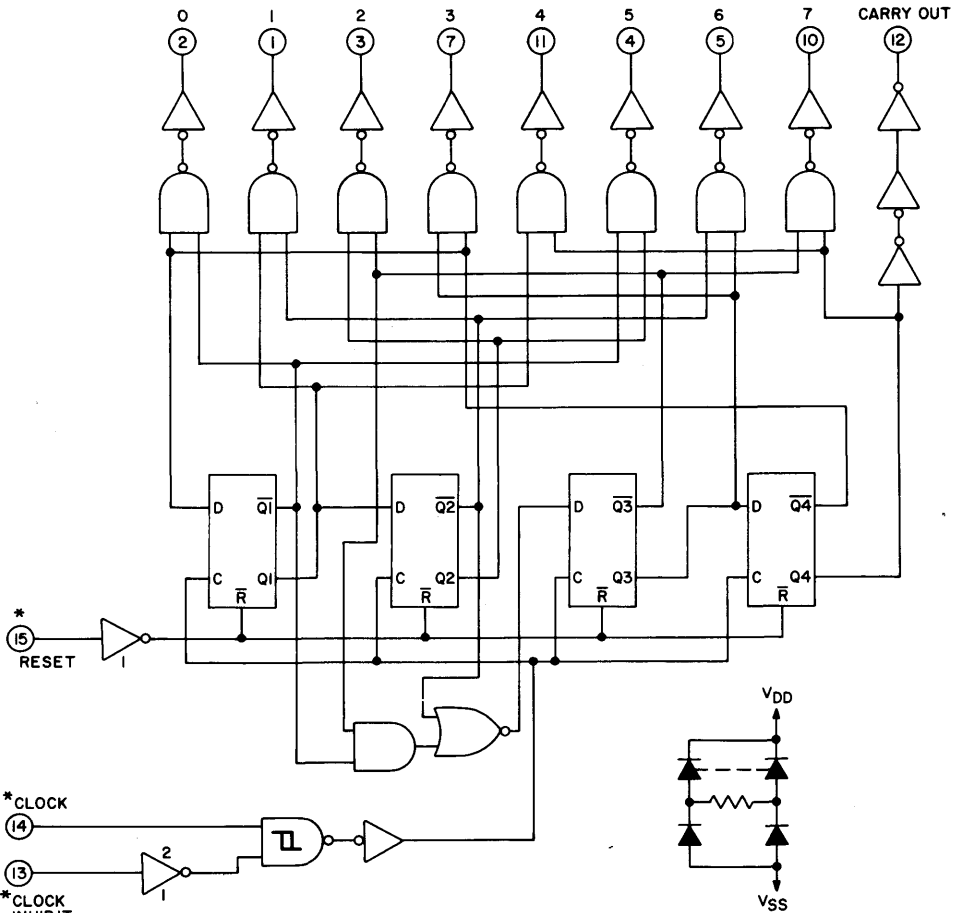 0 1 2 3 4 5 6 7 CARRY OUT
2 1 3 7 11 4 5 10 12
D Q1 D Q2 D Q3 D Q4
C Q1 C Q2 C Q3 C Q4
R R R R
*
15
RESET
1
VDD
*CLOCK
14
2
13
1
*CLOCK
VSS